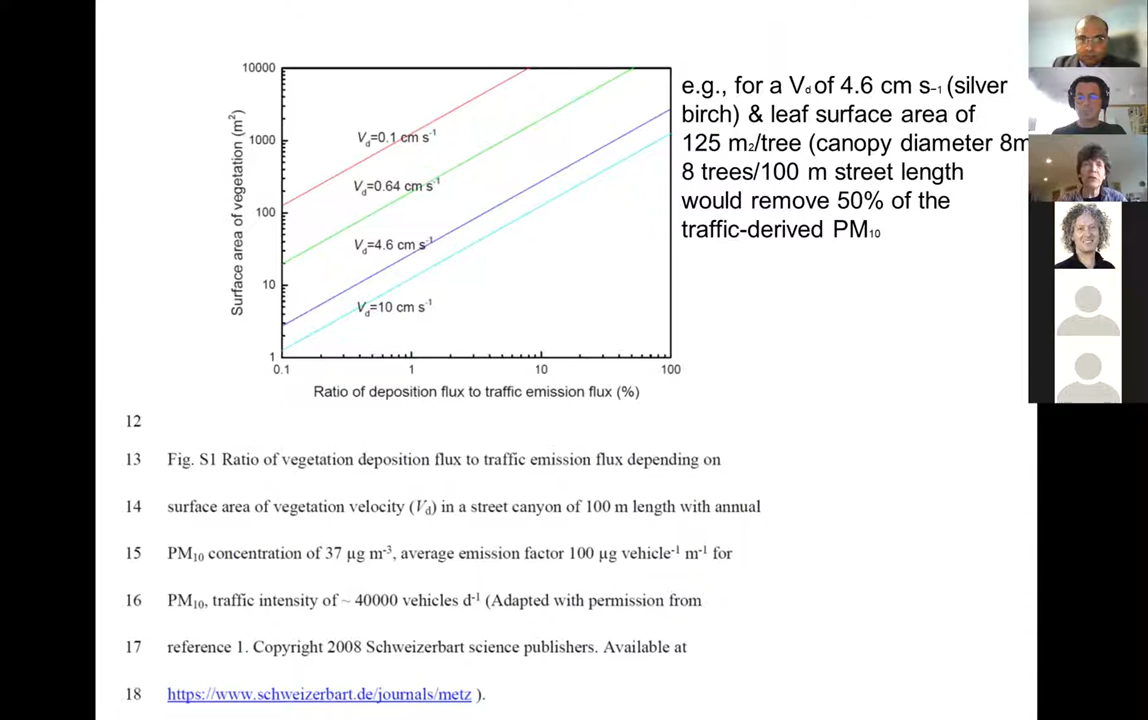 10000
1000
100
10
1
Surface area of vegetation (m²)
V_d=0.1 cm s⁻¹
V_d=0.64 cm s⁻¹
V_d=4.6 cm s⁻¹
V_d=10 cm s⁻¹
0.1 1 10 100
Ratio of deposition flux to traffic emission flux (%)
e.g., for a V_d of 4.6 cm s₋₁ (silver
birch) & leaf surface area of
125 m₂/tree (canopy diameter 8m
8 trees/100 m street length
would remove 50% of the
traffic-derived PM₁₀
12
13 Fig. S1 Ratio of vegetation deposition flux to traffic emission flux depending on
14 surface area of vegetation velocity (V_d) in a street canyon of 100 m length with annual
15 PM₁₀ concentration of 37 µg m⁻³, average emission factor 100 µg vehicle⁻¹ m⁻¹ for
16 PM₁₀, traffic intensity of ~ 40000 vehicles d⁻¹ (Adapted with permission from
17 reference 1. Copyright 2008 Schweizerbart science publishers. Available at
18 https://www.schweizerbart.de/journals/metz ).